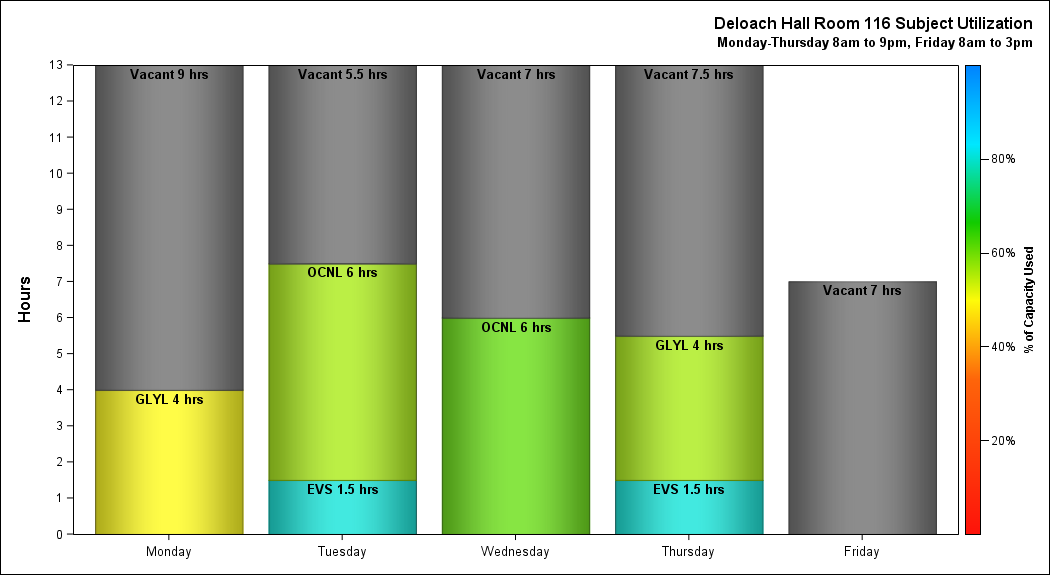 Deloach Hall Room 116 Subject Utilization
Monday-Thursday 8am to 9pm, Friday 8am to 3pm
Hours
13
12
11
10
9
8
7
6
5
4
3
2
1
0
Vacant 9 hrs
GLYL 4 hrs
Vacant 5.5 hrs
OCNL 6 hrs
EVS 1.5 hrs
Vacant 7 hrs
OCNL 6 hrs
Vacant 7.5 hrs
GLYL 4 hrs
EVS 1.5 hrs
Vacant 7 hrs
Monday
Tuesday
Wednesday
Thursday
Friday
80%
60%
40%
20%
% of Capacity Used